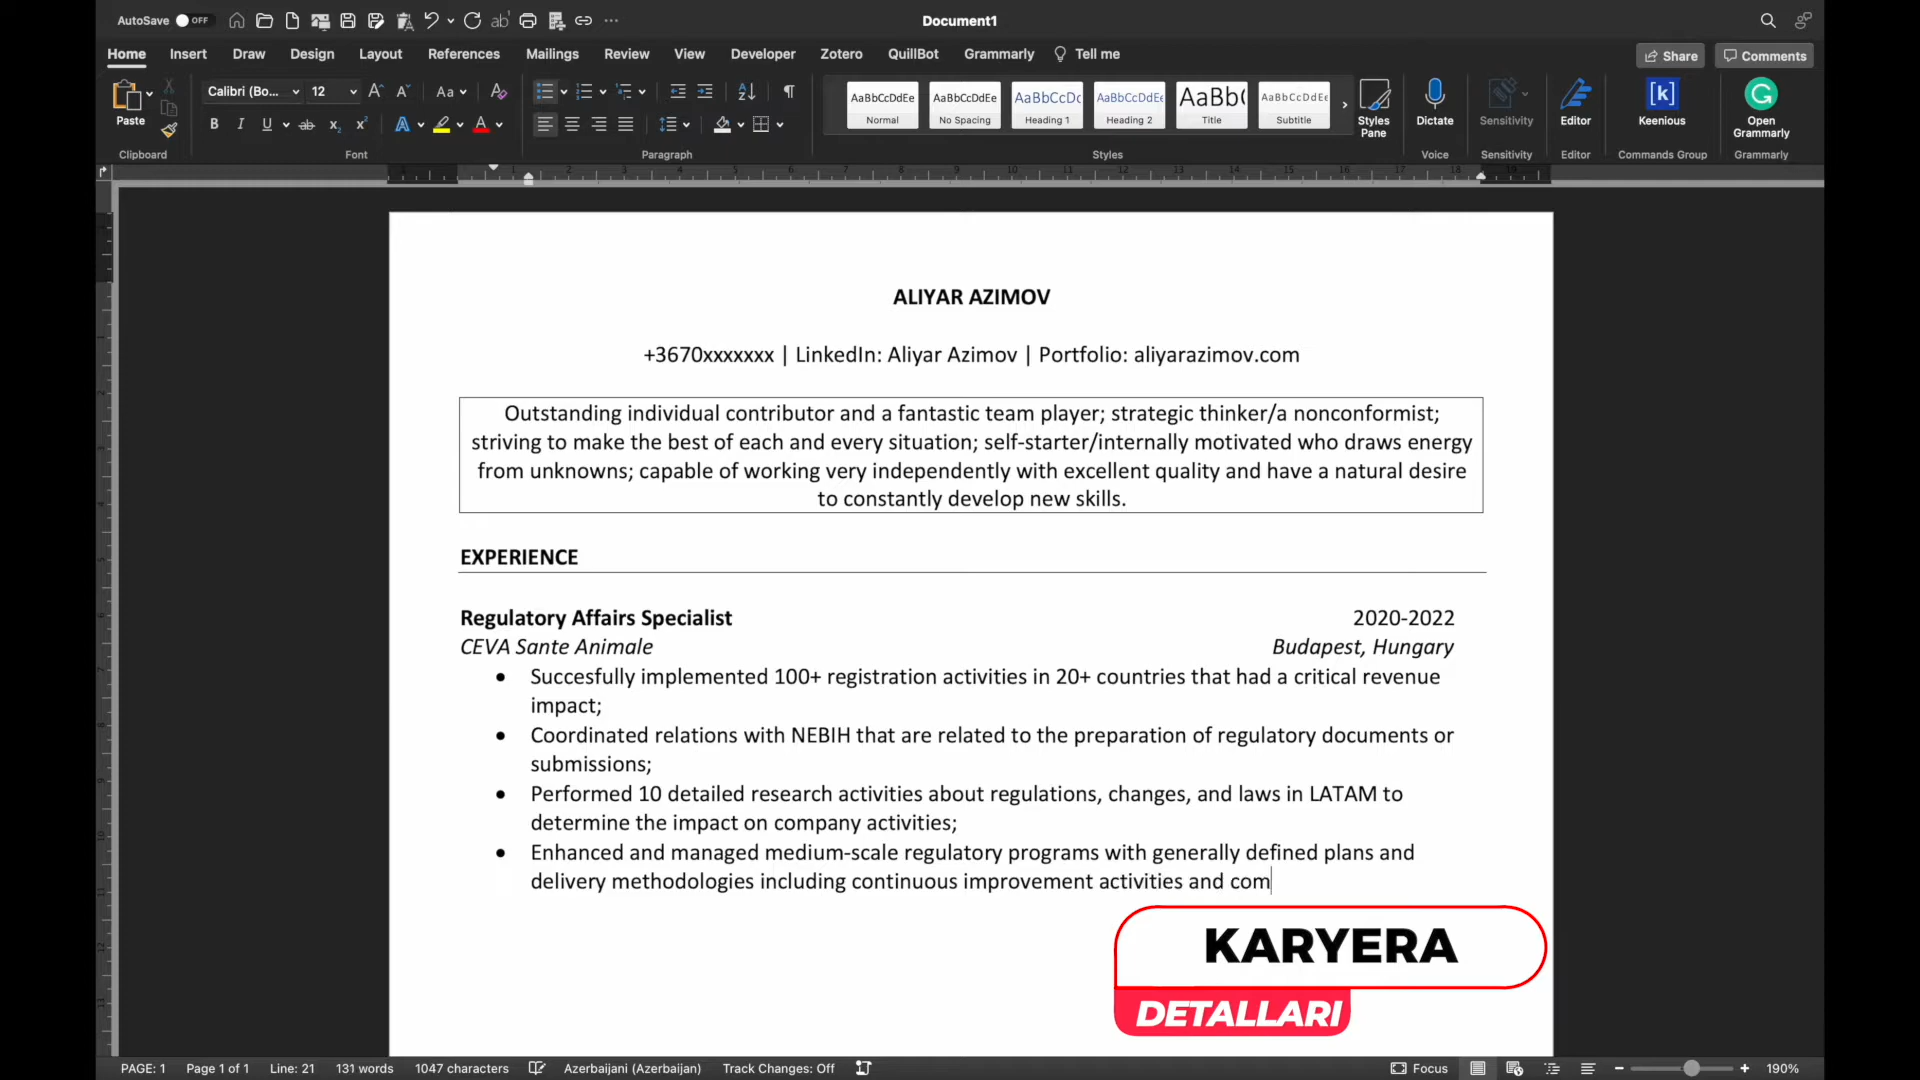 AutoSave OFF
Document1
Home Insert Draw Design Layout References Mailings Review View Developer Zotero QuillBot Grammarly Tell me
Share Comments
Calibri (Bo... 12
AaBbCcDdEe AaBbCcDdEe AaBbCcDc AaBbCcDdEe AaBb( AaBbCcDdEe
Normal No Spacing Heading 1 Heading 2 Title Subtitle
Paste
Styles Pane
Dictate
Sensitivity
Editor
Keenious
Open Grammarly
Clipboard Font Paragraph Styles Voice Sensitivity Editor Commands Group Grammarly
ALIYAR AZIMOV
+3670xxxxxxx | LinkedIn: Aliyar Azimov | Portfolio: aliyarazimov.com
Outstanding individual contributor and a fantastic team player; strategic thinker/a nonconformist;
striving to make the best of each and every situation; self-starter/internally motivated who draws energy
from unknowns; capable of working very independently with excellent quality and have a natural desire
to constantly develop new skills.
EXPERIENCE
Regulatory Affairs Specialist 2020-2022
CEVA Sante Animale Budapest, Hungary
• Succesfully implemented 100+ registration activities in 20+ countries that had a critical revenue
impact;
• Coordinated relations with NEBIH that are related to the preparation of regulatory documents or
submissions;
• Performed 10 detailed research activities about regulations, changes, and laws in LATAM to
determine the impact on company activities;
• Enhanced and managed medium-scale regulatory programs with generally defined plans and
delivery methodologies including continuous improvement activities and com
KARYERA
DETALLARI
PAGE: 1 Page 1 of 1 Line: 21 131 words 1047 characters Azerbaijani (Azerbaijan) Track Changes: Off Focus 190%